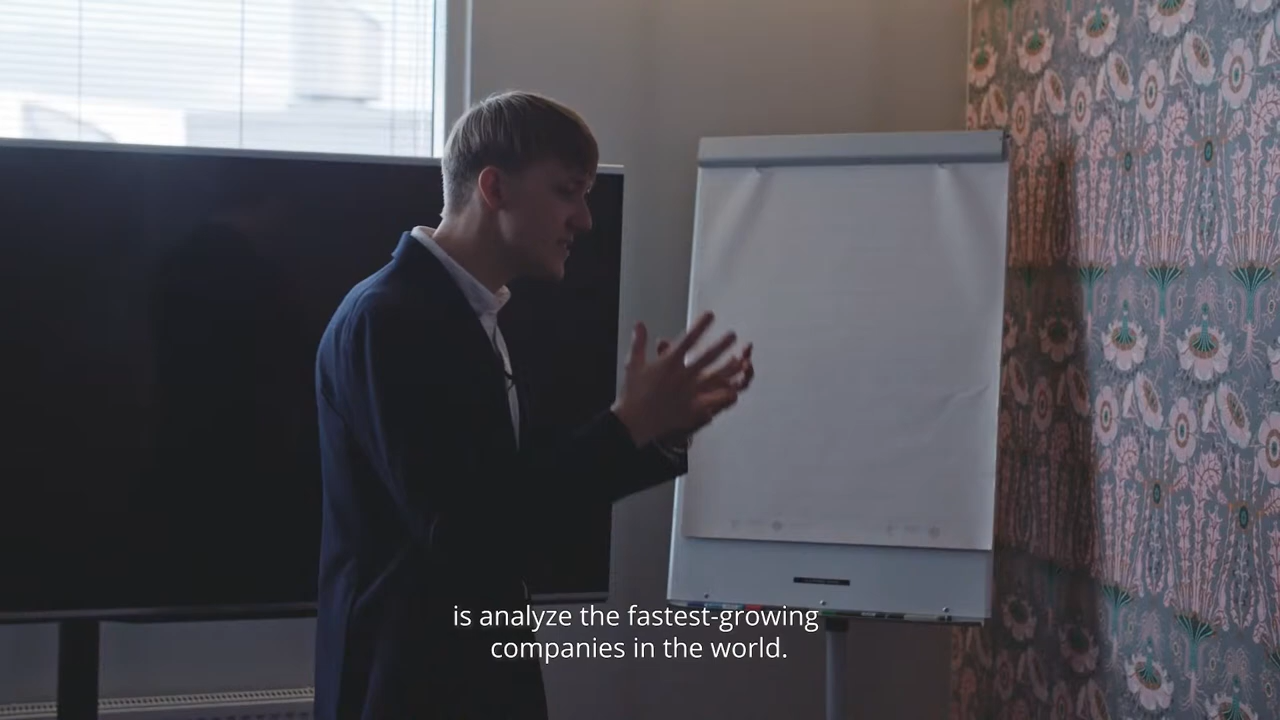 is analyze the fastest-growing
companies in the world.